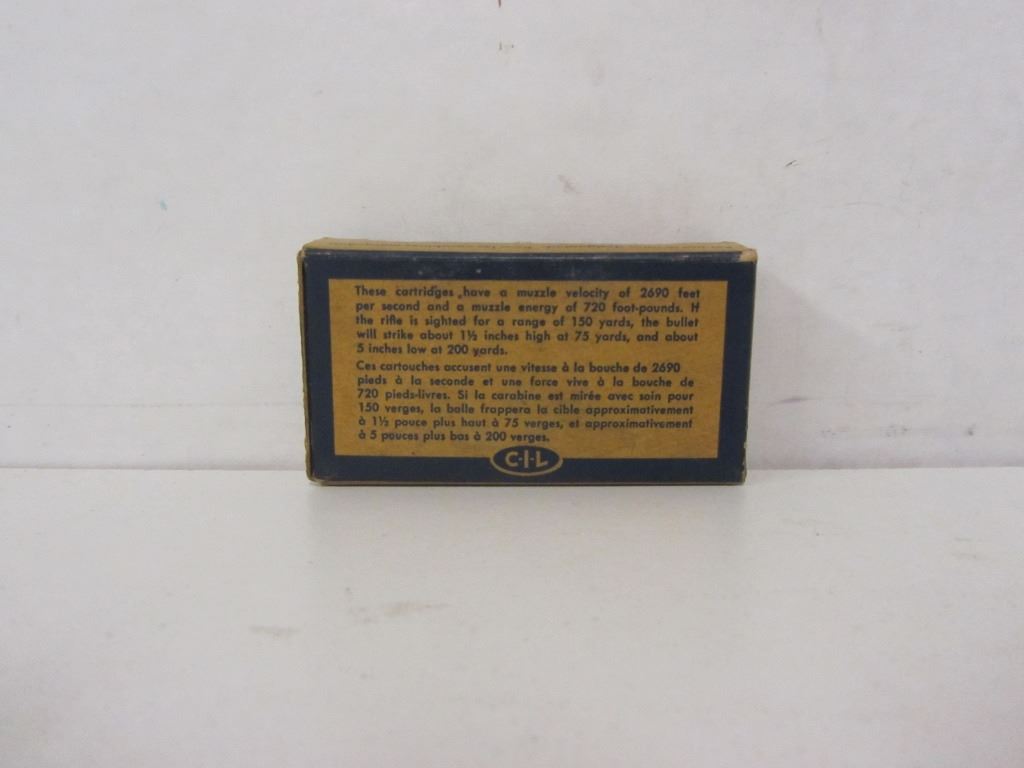 These cartridges have a muzzle velocity of 2690 feet
per second and a muzzle energy of 720 foot-pounds. If
the rifle is sighted for a range of 150 yards, the bullet
will strike about 1½ inches high at 75 yards, and about
5 inches low at 200 yards.
Ces cartouches accusent une vitesse à la bouche de 2690
pieds à la seconde et une force vive à la bouche de
720 pieds-livres. Si la carabine est mirée avec soin pour
150 verges, la balle frappera la cible approximativement
à 1½ pouce plus haut à 75 verges, et approximativement
à 5 pouces plus bas à 200 verges.
C-I-L